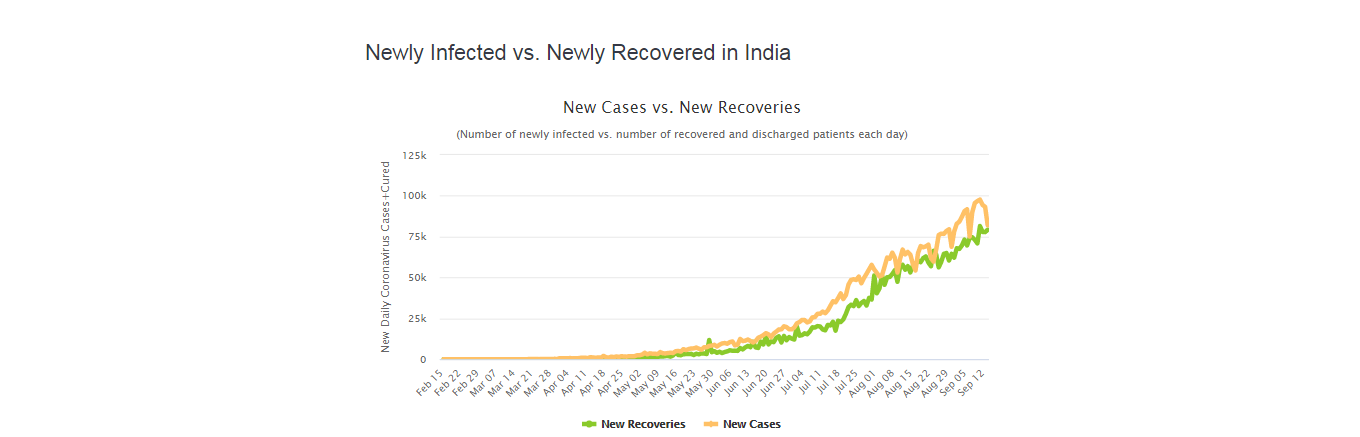 Newly Infected vs. Newly Recovered in India
New Cases vs. New Recoveries
(Number of newly infected vs. number of recovered and discharged patients each day)
New Daily Coronavirus Cases+Cured
125k
100k
75k
50k
25k
0
Feb 15 Feb 22 Feb 29 Mar 07 Mar 14 Mar 21 Mar 28 Apr 04 Apr 11 Apr 18 Apr 25 May 02 May 09 May 16 May 23 May 30 Jun 06 Jun 13 Jun 20 Jun 27 Jul 04 Jul 11 Jul 18 Jul 25 Aug 01 Aug 08 Aug 15 Aug 22 Aug 29 Sep 05 Sep 12
New Recoveries New Cases